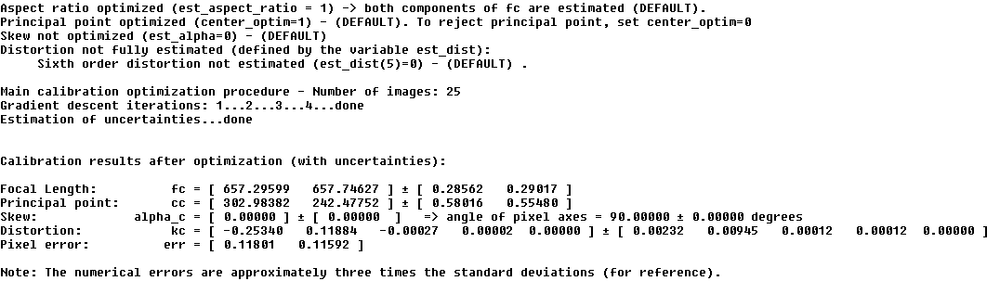 Aspect ratio optimized (est_aspect_ratio = 1) -> both components of fc are estimated (DEFAULT).
Principal point optimized (center_optim=1) - (DEFAULT). To reject principal point, set center_optim=0
Skew not optimized (est_alpha=0) - (DEFAULT)
Distortion not fully estimated (defined by the variable est_dist):
Sixth order distortion not estimated (est_dist(5)=0) - (DEFAULT) .
Main calibration optimization procedure - Number of images: 25
Gradient descent iterations: 1...2...3...4...done
Estimation of uncertainties...done
Calibration results after optimization (with uncertainties):
Focal Length: fc = [ 657.29599 657.74627 ] ± [ 0.28562 0.29017 ]
Principal point: cc = [ 302.98382 242.47752 ] ± [ 0.58016 0.55480 ]
Skew: alpha_c = [ 0.00000 ] ± [ 0.00000 ] => angle of pixel axes = 90.00000 ± 0.00000 degrees
Distortion: kc = [ -0.25340 0.11884 -0.00027 0.00002 0.00000 ] ± [ 0.00232 0.00945 0.00012 0.00012 0.00000 ]
Pixel error: err = [ 0.11801 0.11592 ]
Note: The numerical errors are approximately three times the standard deviations (for reference).